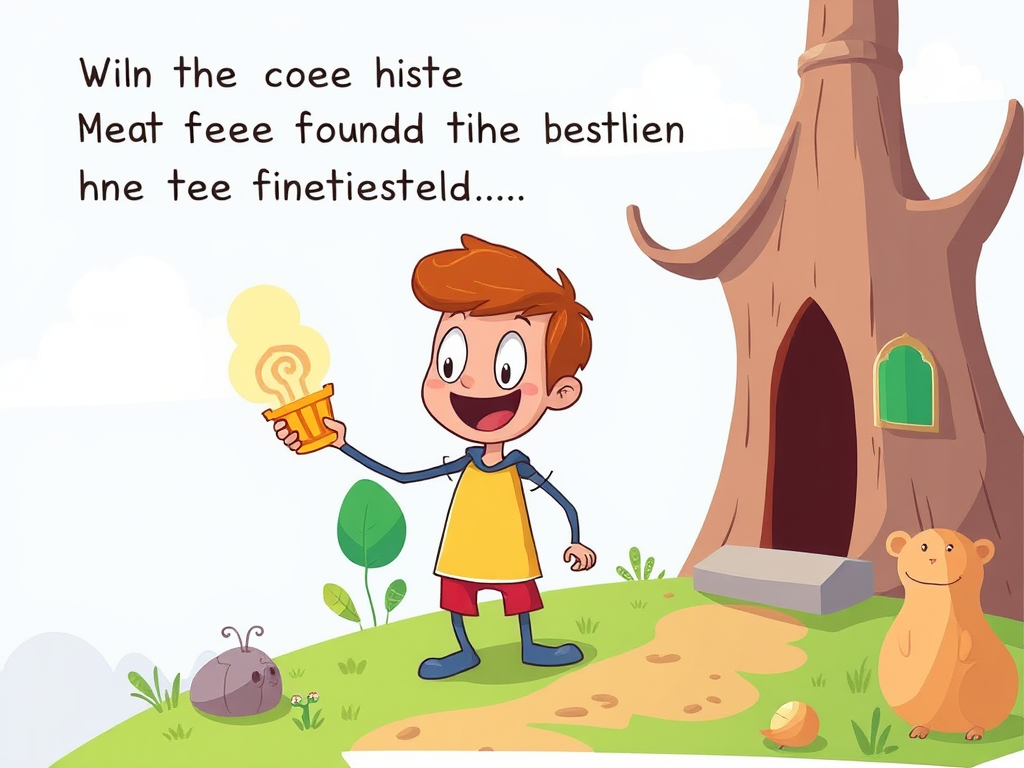 Wiln the coee histe
Meat feee foundd tihe bestlien
hne tee finetiesteld.....